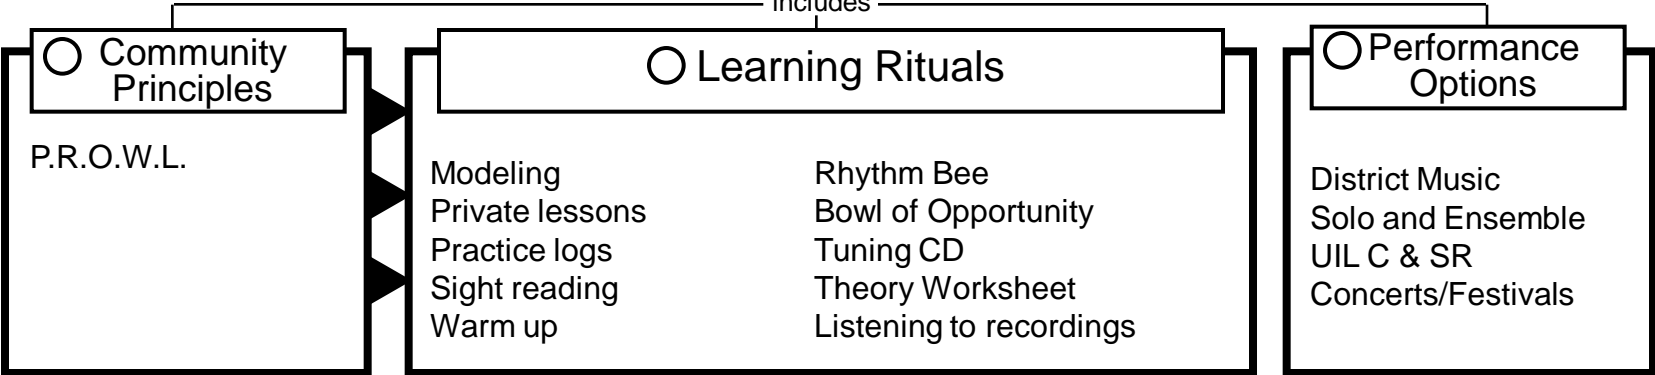 includes
Community
Principles
P.R.O.W.L.
Learning Rituals
Modeling
Private lessons
Practice logs
Sight reading
Warm up
Rhythm Bee
Bowl of Opportunity
Tuning CD
Theory Worksheet
Listening to recordings
Performance
Options
District Music
Solo and Ensemble
UIL C & SR
Concerts/Festivals